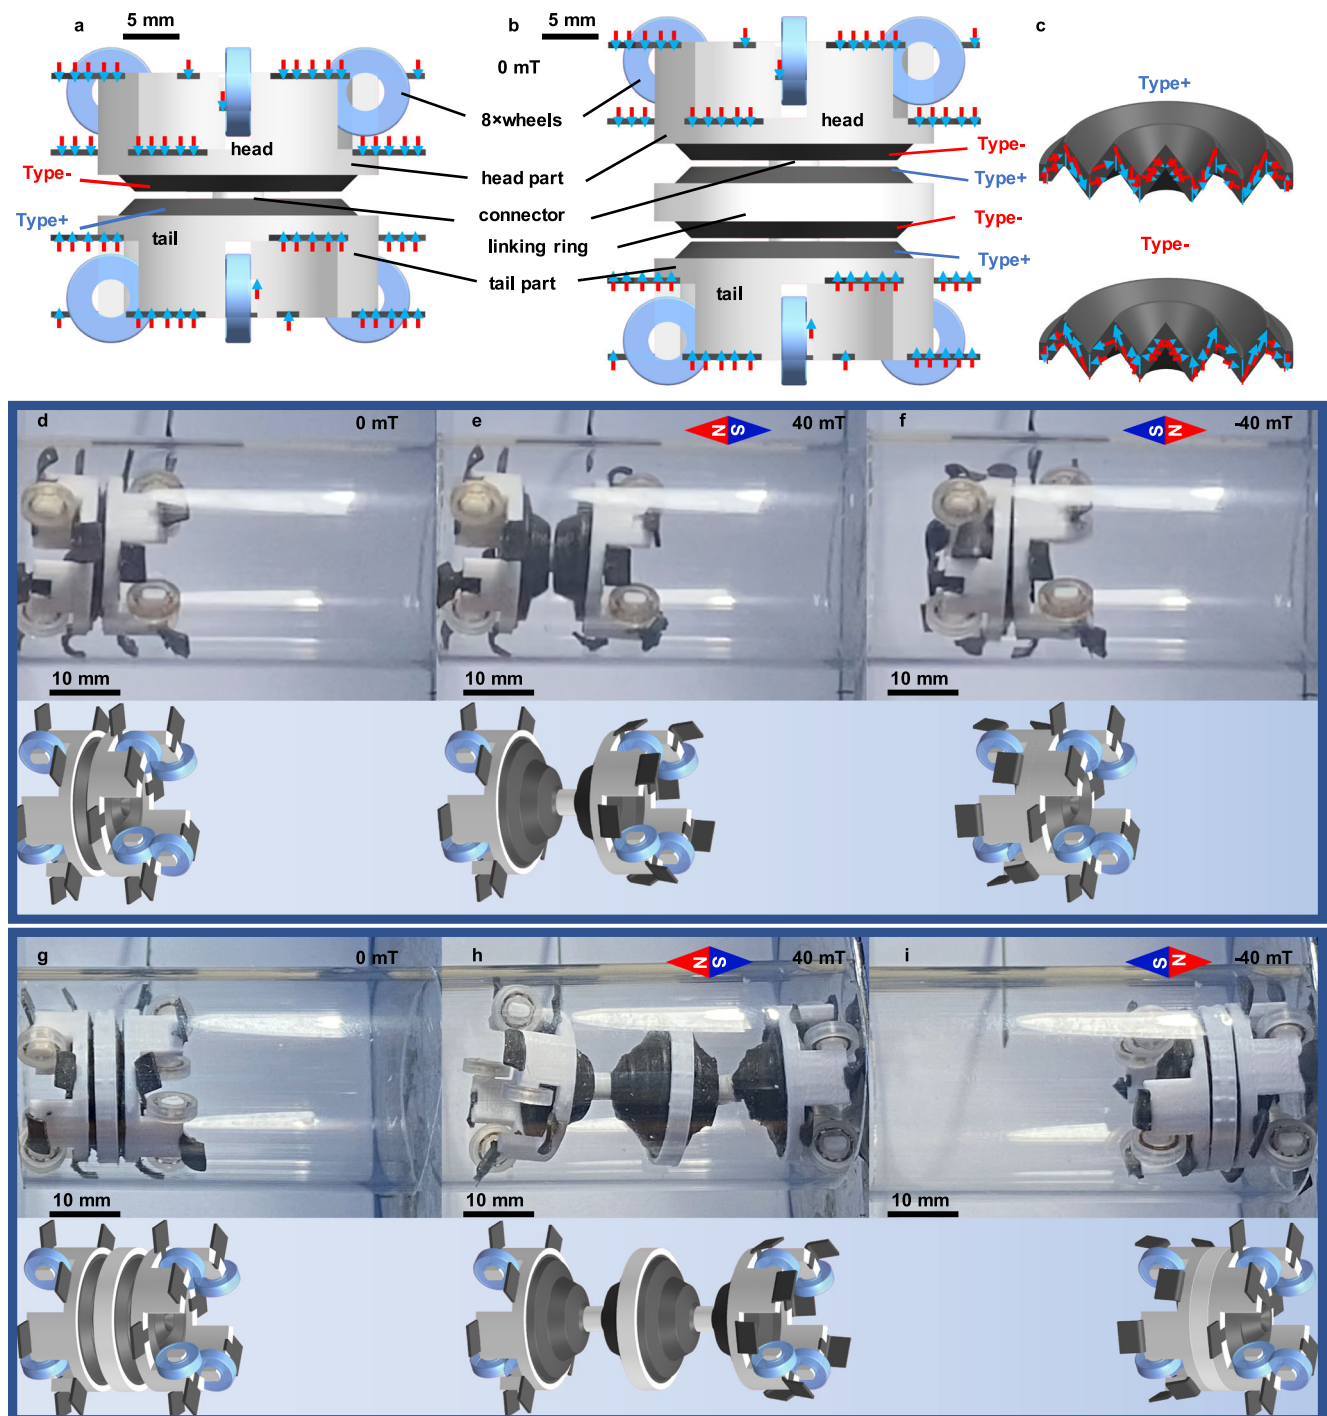 a
5 mm
b
5 mm
c
0 mT
Type+
8×wheels
head
head
Type-
Type-
head part
Type+
Type+
connector
Type-
tail
linking ring
Type-
Type+
tail part
tail
d
0 mT
e
N S
40 mT
f
S N
-40 mT
10 mm
10 mm
10 mm
g
0 mT
h
N S
40 mT
i
S N
-40 mT
10 mm
10 mm
10 mm